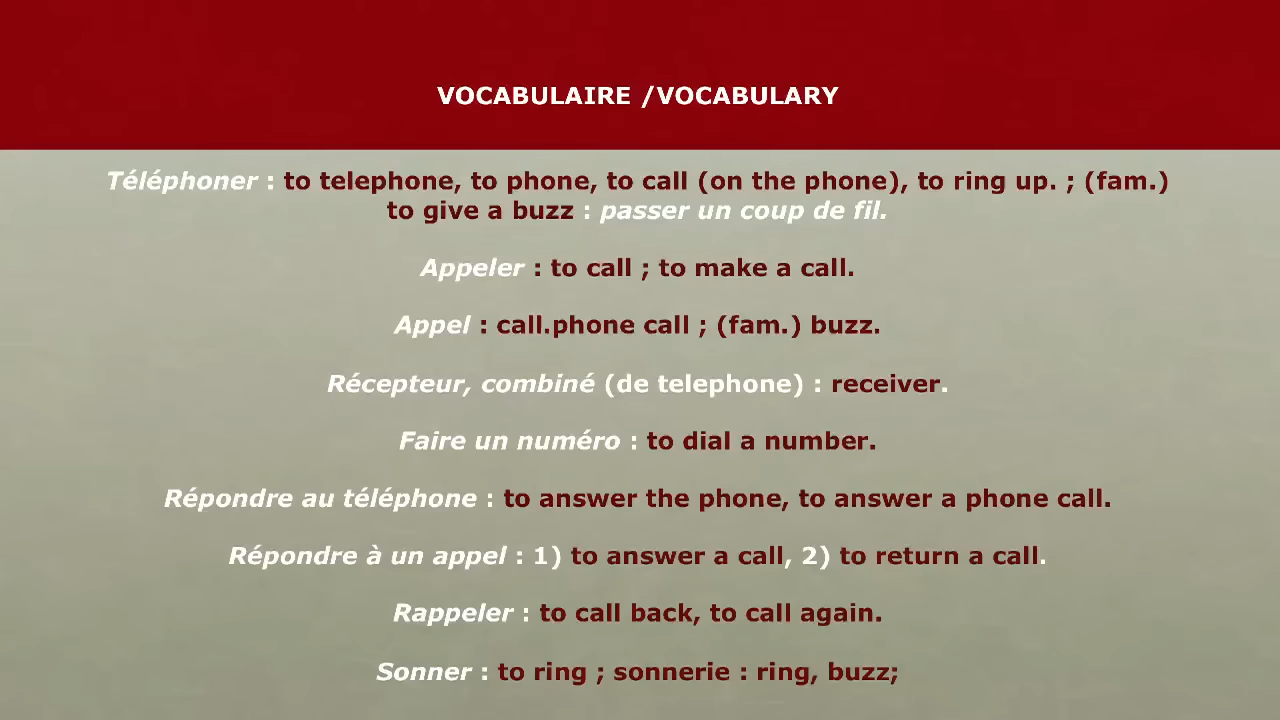 VOCABULAIRE /VOCABULARY
Téléphoner : to telephone, to phone, to call (on the phone), to ring up. ; (fam.)
to give a buzz : passer un coup de fil.
Appeler : to call ; to make a call.
Appel : call.phone call ; (fam.) buzz.
Récepteur, combiné (de telephone) : receiver.
Faire un numéro : to dial a number.
Répondre au téléphone : to answer the phone, to answer a phone call.
Répondre à un appel : 1) to answer a call, 2) to return a call.
Rappeler : to call back, to call again.
Sonner : to ring ; sonnerie : ring, buzz;